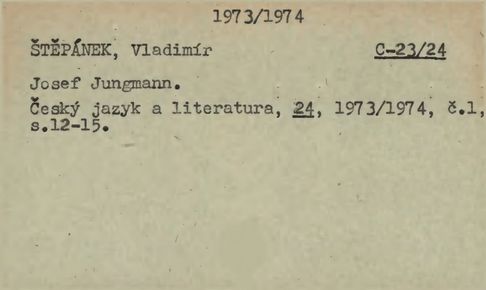 1973/1974
ŠTĚPÁNEK, Vladimír C-23/24
Josef Jungmann.
Český jazyk a literatura, 24, 1973/1974, č.1,
s.12-15.